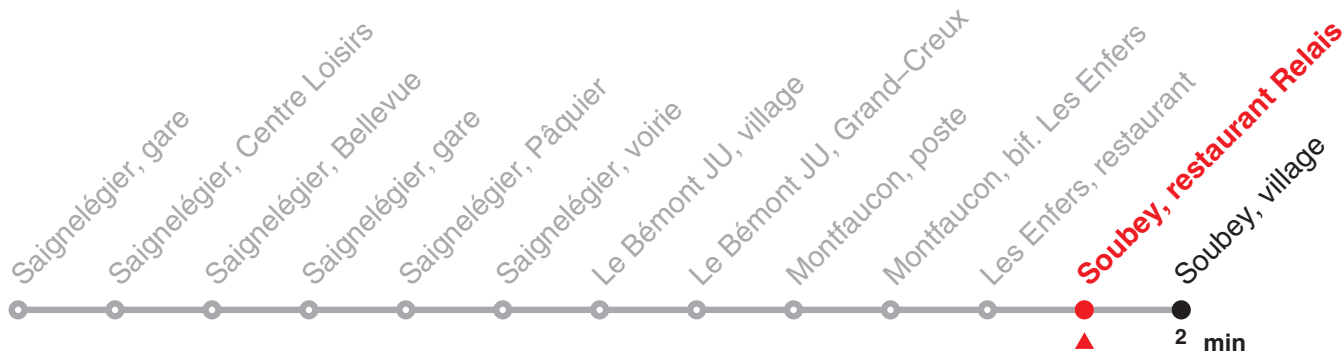 Saignelégier, gare
Saignelégier, Centre Loisirs
Saignelégier, Bellevue
Saignelégier, gare
Saignelégier, Pâquier
Saignelégier, voirie
Le Bémont JU, village
Le Bémont JU, Grand–Creux
Montfaucon, poste
Montfaucon, bif. Les Enfers
Les Enfers, restaurant
Soubey, restaurant Relais
Soubey, village
2 min